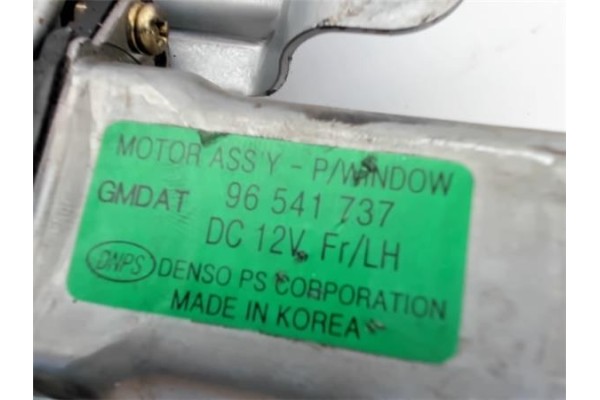 MOTOR ASS'Y - P/WINDOW
GMDAT 96 541 737
DC 12V Fr/LH
DNPS DENSO PS CORPORATION
MADE IN KOREA